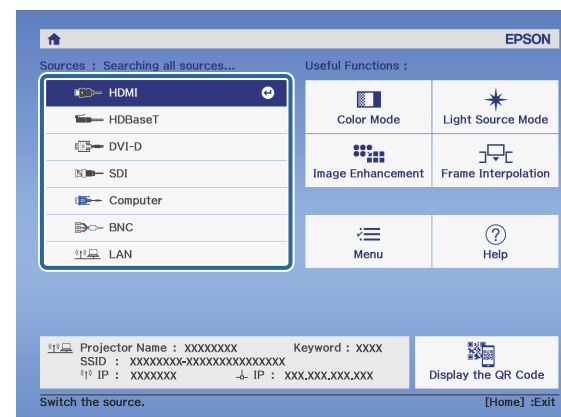 EPSON
Sources : Searching all sources...
Useful Functions :
HDMI
HDBaseT
DVI-D
SDI
Computer
BNC
LAN
Color Mode
Light Source Mode
Image Enhancement
Frame Interpolation
Menu
Help
Projector Name : XXXXXXXX Keyword : XXXX
SSID : XXXXXXXX-XXXXXXXXXXXXXXX
IP : XXXXXXX IP : XXX.XXX.XXX.XXX
Display the QR Code
Switch the source. [Home] :Exit